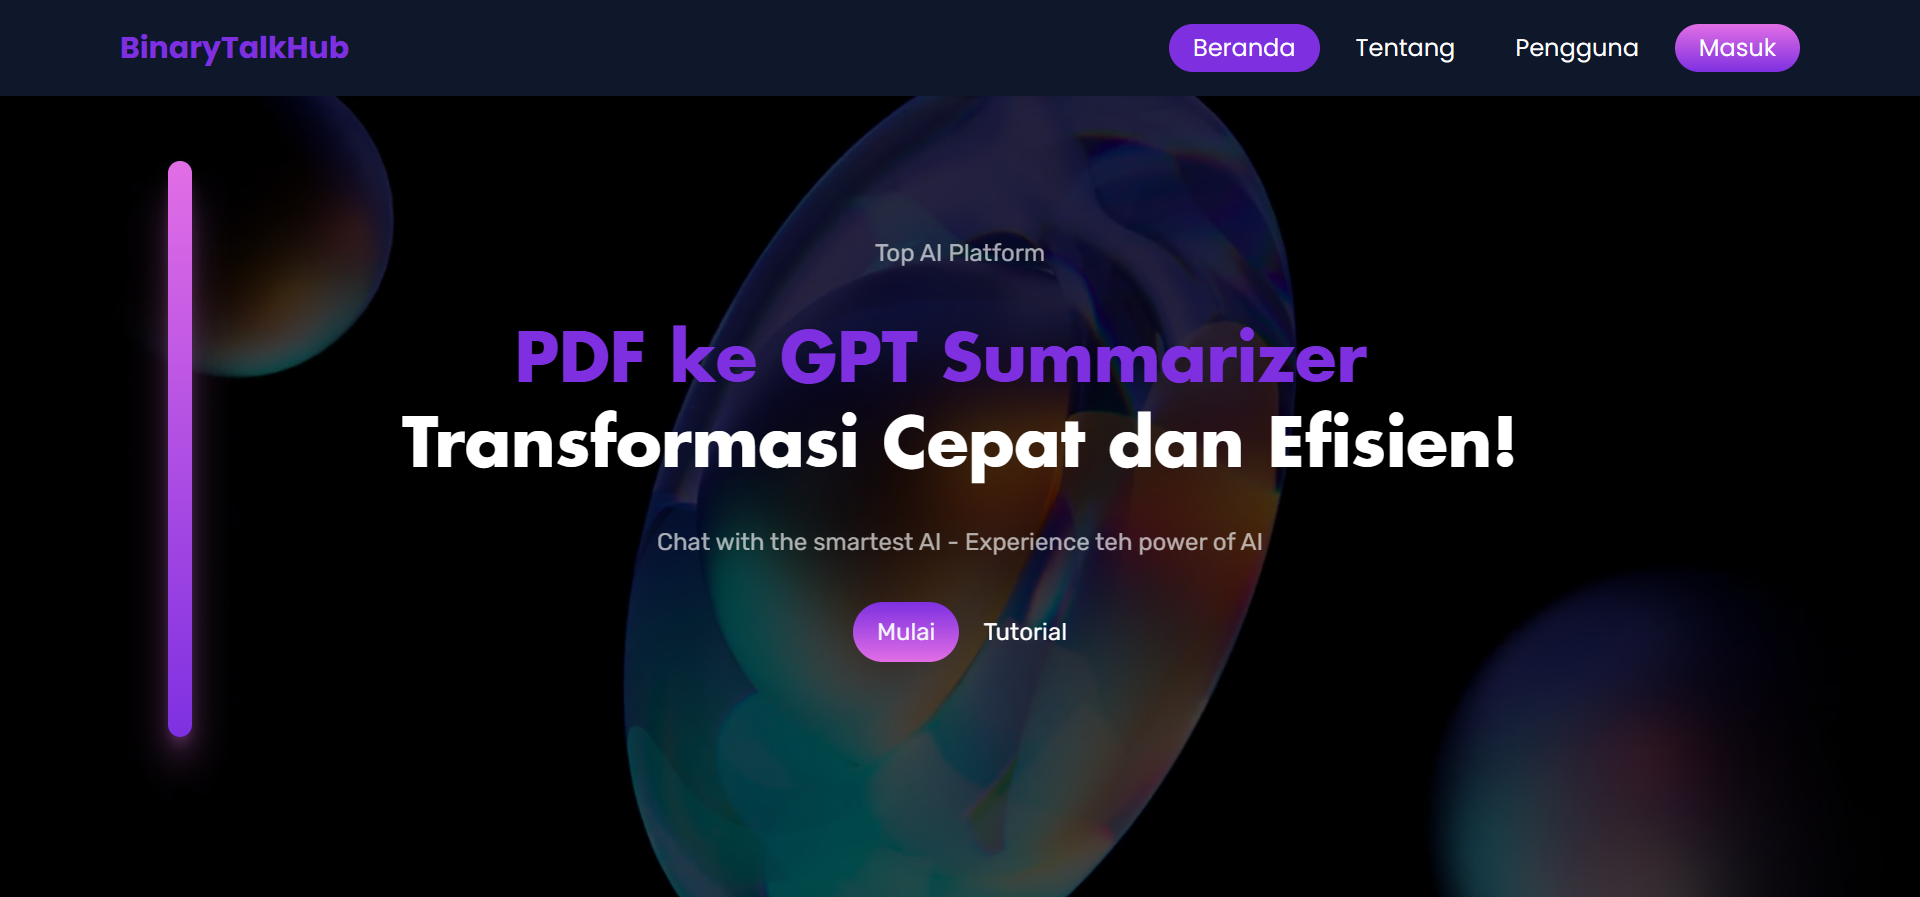 BinaryTalkHub
Beranda Tentang Pengguna Masuk
Top AI Platform
PDF ke GPT Summarizer
Transformasi Cepat dan Efisien!
Chat with the smartest AI - Experience teh power of AI
Mulai Tutorial